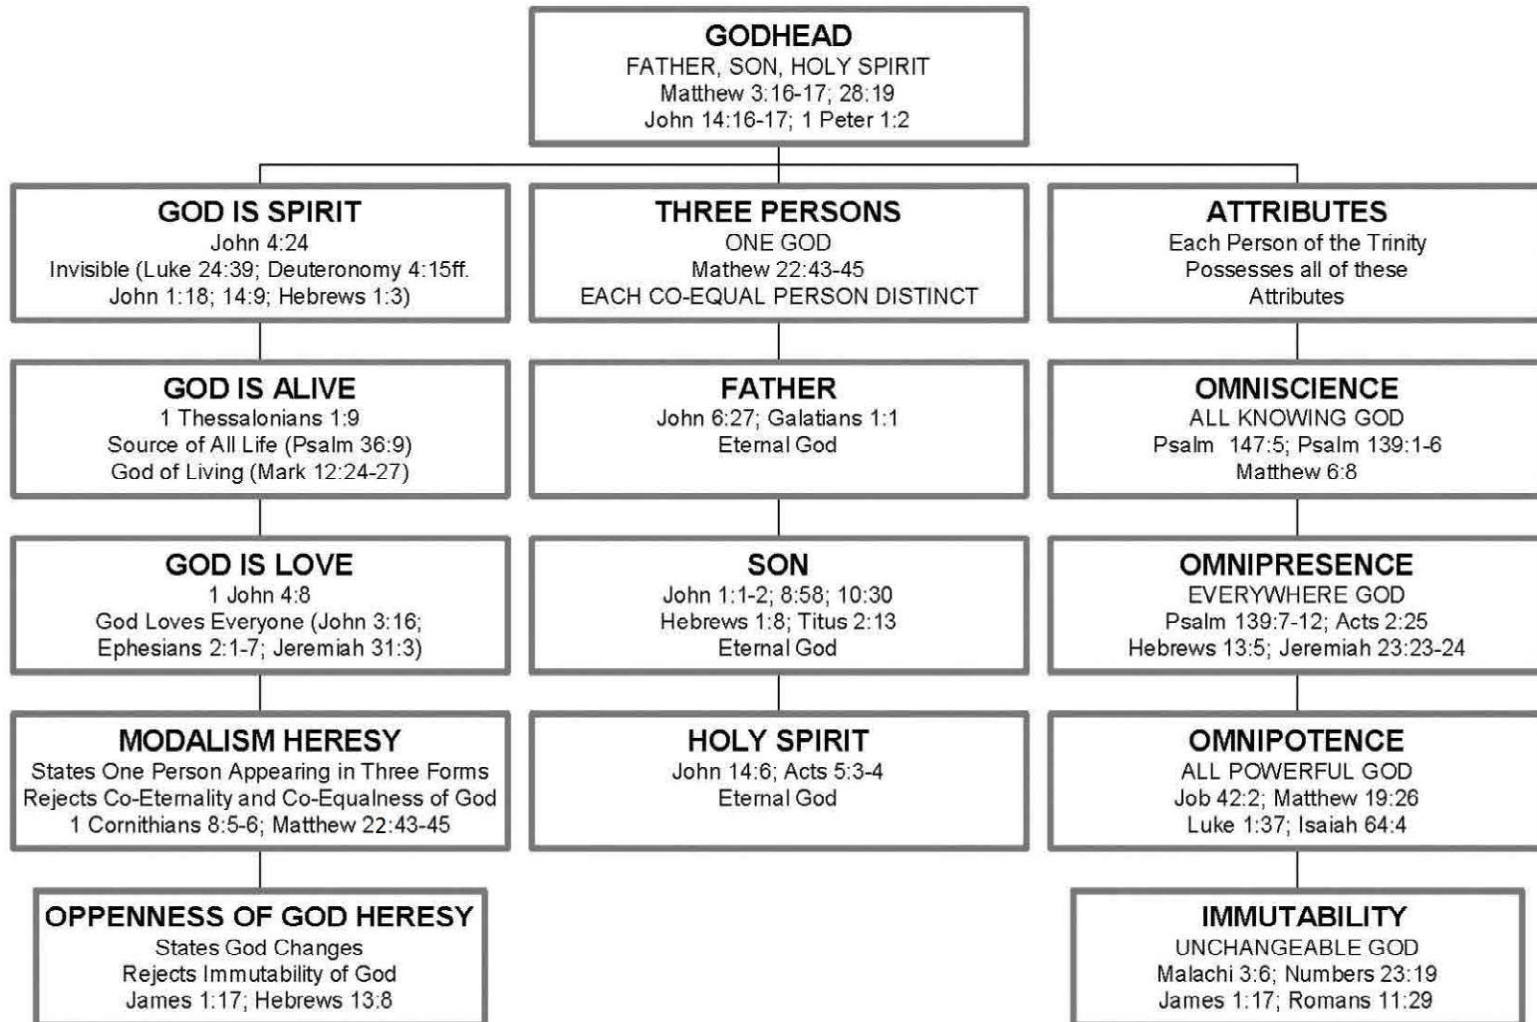 GODHEAD
FATHER, SON, HOLY SPIRIT
Matthew 3:16-17; 28:19
John 14:16-17; 1 Peter 1:2
GOD IS SPIRIT
John 4:24
Invisible (Luke 24:39; Deuteronomy 4:15ff.
John 1:18; 14:9; Hebrews 1:3)
GOD IS ALIVE
1 Thessalonians 1:9
Source of All Life (Psalm 36:9)
God of Living (Mark 12:24-27)
GOD IS LOVE
1 John 4:8
God Loves Everyone (John 3:16;
Ephesians 2:1-7; Jeremiah 31:3)
MODALISM HERESY
States One Person Appearing in Three Forms
Rejects Co-Eternality and Co-Equalness of God
1 Cornithians 8:5-6; Matthew 22:43-45
OPPENNESS OF GOD HERESY
States God Changes
Rejects Immutability of God
James 1:17; Hebrews 13:8
THREE PERSONS
ONE GOD
Mathew 22:43-45
EACH CO-EQUAL PERSON DISTINCT
FATHER
John 6:27; Galatians 1:1
Eternal God
SON
John 1:1-2; 8:58; 10:30
Hebrews 1:8; Titus 2:13
Eternal God
HOLY SPIRIT
John 14:6; Acts 5:3-4
Eternal God
ATTRIBUTES
Each Person of the Trinity
Possesses all of these
Attributes
OMNISCIENCE
ALL KNOWING GOD
Psalm 147:5; Psalm 139:1-6
Matthew 6:8
OMNIPRESENCE
EVERYWHERE GOD
Psalm 139:7-12; Acts 2:25
Hebrews 13:5; Jeremiah 23:23-24
OMNIPOTENCE
ALL POWERFUL GOD
Job 42:2; Matthew 19:26
Luke 1:37; Isaiah 64:4
IMMUTABILITY
UNCHANGEABLE GOD
Malachi 3:6; Numbers 23:19
James 1:17; Romans 11:29